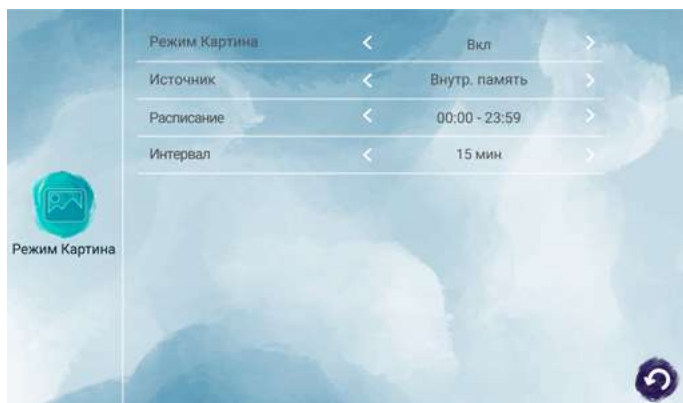 Режим Картина Вкл
Источник Внутр. память
Расписание 00:00 - 23:59
Интервал 15 мин
Режим Картина